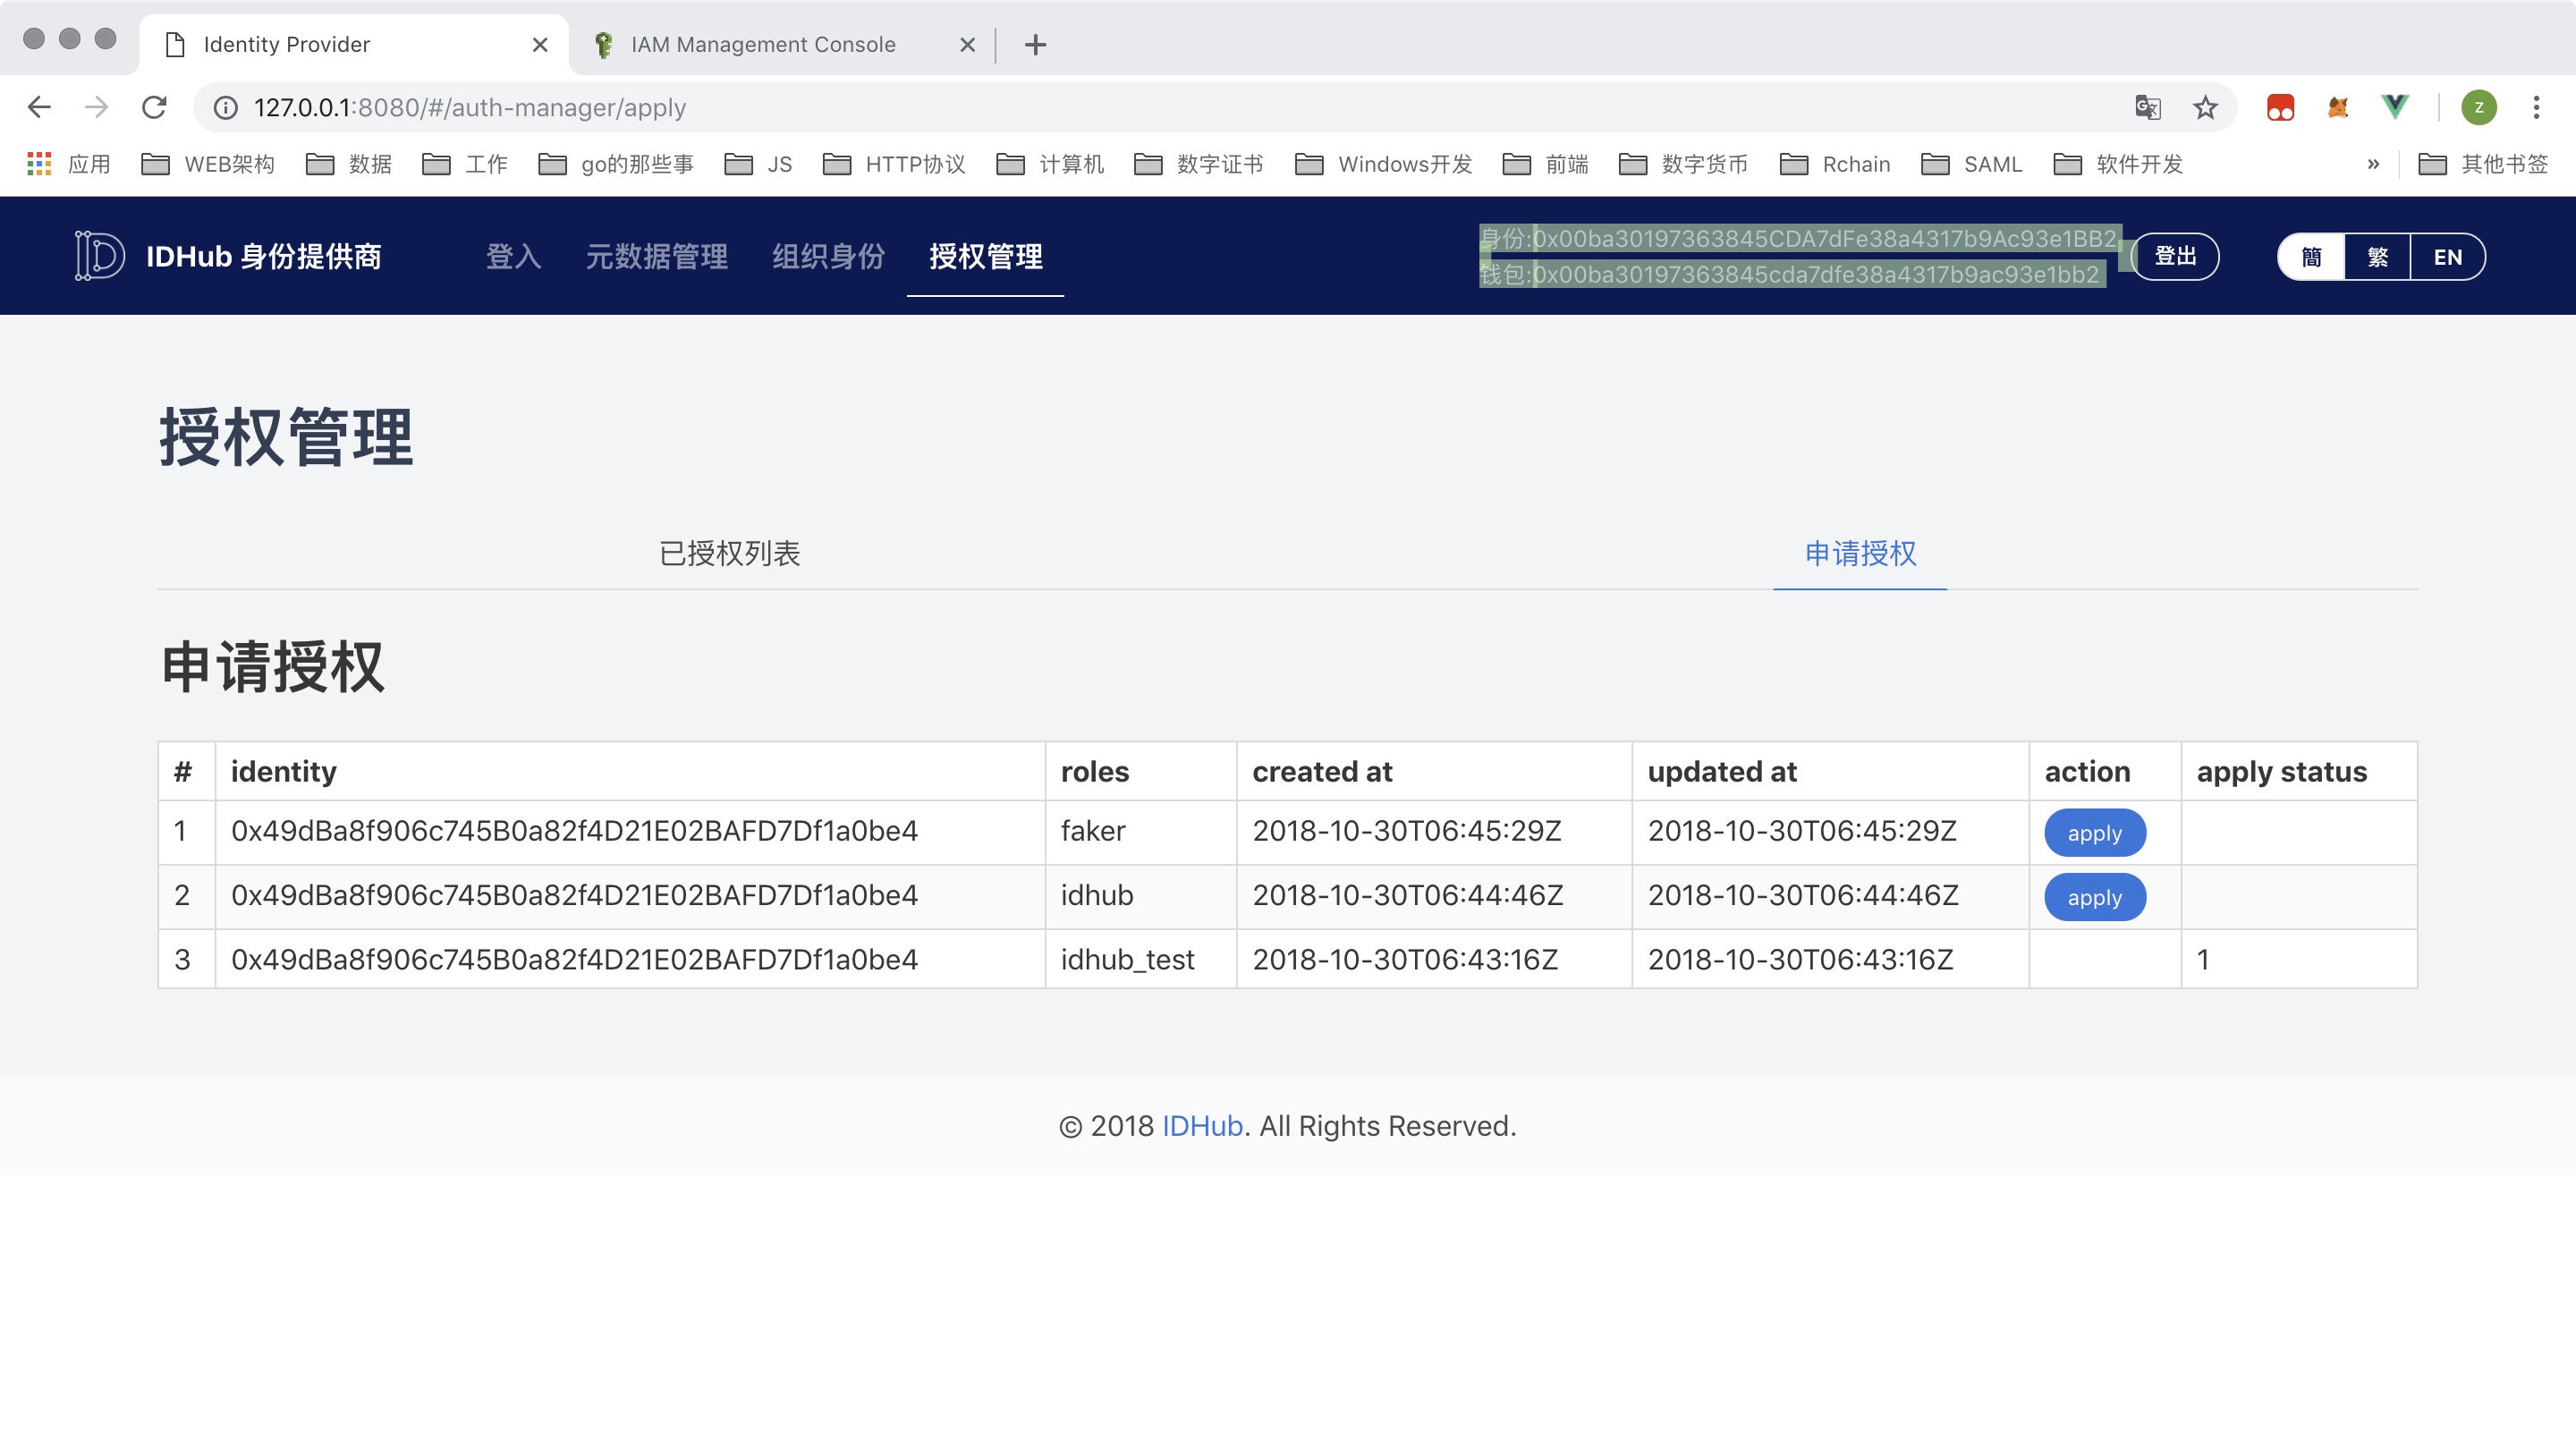 Identity Provider
IAM Management Console
127.0.0.1:8080/#/auth-manager/apply
应用 WEB架构 数据 工作 go的那些事 JS HTTP协议 计算机 数字证书 Windows开发 前端 数字货币 Rchain SAML 软件开发 » 其他书签
IDHub 身份提供商 登入 元数据管理 组织身份 授权管理
身份:0x00ba30197363845CDA7dFe38a4317b9Ac93e1BB2
钱包:0x00ba30197363845cda7dfe38a4317b9ac93e1bb2
登出 簡 繁 EN
授权管理
已授权列表 申请授权
申请授权
# identity roles created at updated at action apply status
1 0x49dBa8f906c745B0a82f4D21E02BAFD7Df1a0be4 faker 2018-10-30T06:45:29Z 2018-10-30T06:45:29Z apply
2 0x49dBa8f906c745B0a82f4D21E02BAFD7Df1a0be4 idhub 2018-10-30T06:44:46Z 2018-10-30T06:44:46Z apply
3 0x49dBa8f906c745B0a82f4D21E02BAFD7Df1a0be4 idhub_test 2018-10-30T06:43:16Z 2018-10-30T06:43:16Z 1
© 2018 IDHub. All Rights Reserved.